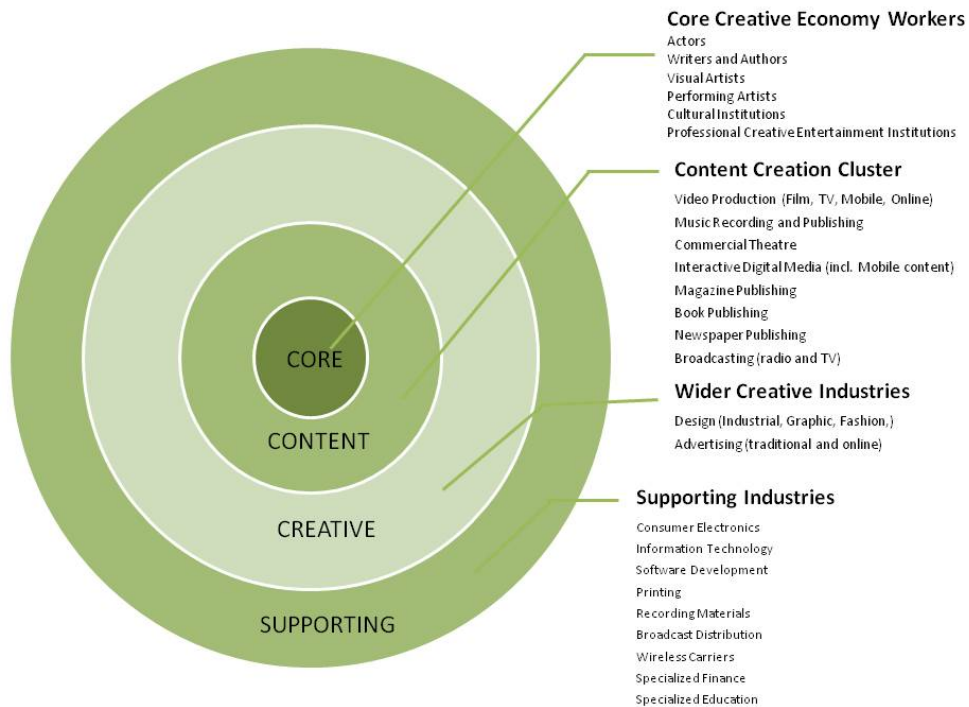 Core Creative Economy Workers
Actors
Writers and Authors
Visual Artists
Performing Artists
Cultural Institutions
Professional Creative Entertainment Institutions
Content Creation Cluster
Video Production (Film, TV, Mobile, Online)
Music Recording and Publishing
Commercial Theatre
Interactive Digital Media (incl. Mobile content)
Magazine Publishing
Book Publishing
Newspaper Publishing
Broadcasting (radio and TV)
Wider Creative Industries
Design (Industrial, Graphic, Fashion,)
Advertising (traditional and online)
Supporting Industries
Consumer Electronics
Information Technology
Software Development
Printing
Recording Materials
Broadcast Distribution
Wireless Carriers
Specialized Finance
Specialized Education
CORE
CONTENT
CREATIVE
SUPPORTING